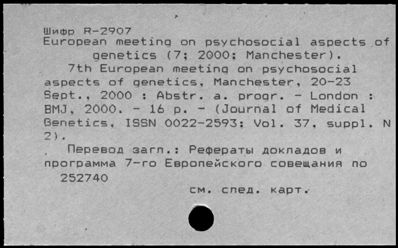 Шифр R-2907
European meeting on psychosocial aspects of
genetics (7; 2000; Manchester).
7th European meeting on psychosocial
aspects of genetics, Manchester, 20-23
Sept., 2000 : Abstr. a. progr. - London :
BMJ, 2000. - 16 p. - (Journal of Medical
Genetics, ISSN 0022-2593; Vol. 37, suppl. N
2).
Перевод загл.: Рефераты докладов и
программа 7-го Европейского совещания по
252740
см. след. карт.